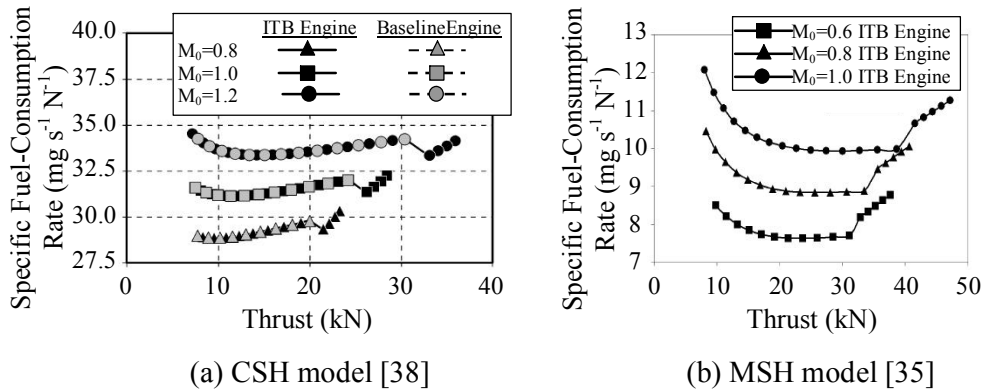 ITB Engine BaselineEngine
M₀=0.8
M₀=1.0
M₀=1.2
Specific Fuel-Consumption
Rate (mg s⁻¹ N⁻¹)
40.0
37.5
35.0
32.5
30.0
27.5
0 10 20 30 40
Thrust (kN)
(a) CSH model [38]
M₀=0.6 ITB Engine
M₀=0.8 ITB Engine
M₀=1.0 ITB Engine
Specific Fuel-Consumption
Rate (mg s⁻¹ N⁻¹)
13
12
11
10
9
8
7
0 10 20 30 40 50
Thrust (kN)
(b) MSH model [35]